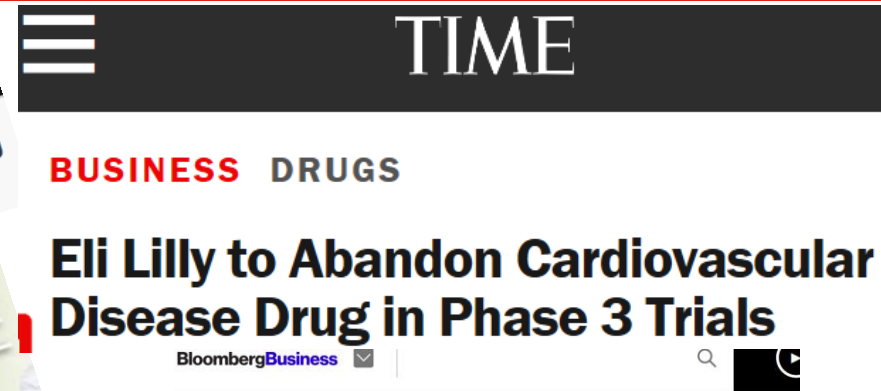 TIME
BUSINESS DRUGS
Eli Lilly to Abandon Cardiovascular
Disease Drug in Phase 3 Trials
BloombergBusiness